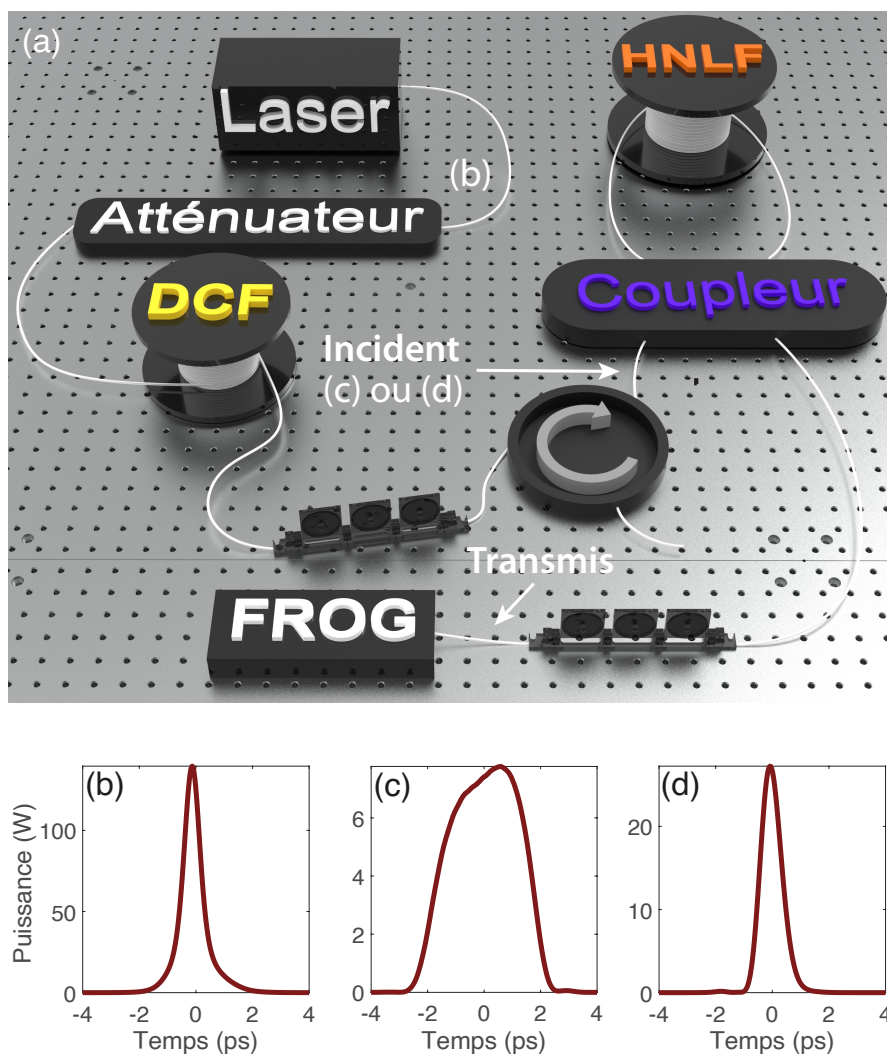 (a)
Laser
HNLF
(b)
Atténuateur
DCF
Coupleur
Incident
(c) ou (d)
Transmis
FROG
(b)
(c)
(d)
Puissance (W)
100
50
0
-4 -2 0 2 4
Temps (ps)
6
4
2
0
-4 -2 0 2 4
Temps (ps)
20
10
0
-4 -2 0 2 4
Temps (ps)